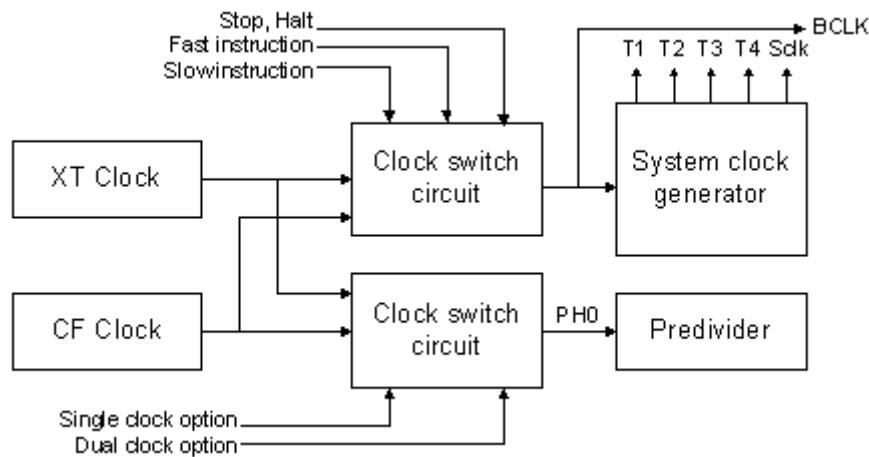 Stop, Halt
Fast instruction
Slowinstruction
BCLK
T1 T2 T3 T4 Sclk
XT Clock
Clock switch
circuit
System clock
generator
CF Clock
Clock switch
circuit
PH0
Predivider
Single clock option
Dual clock option